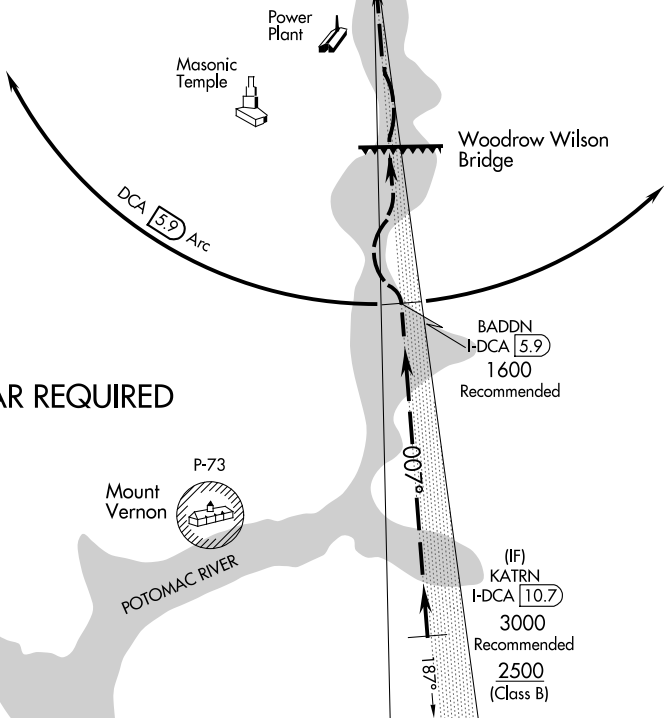 Power
Plant
Masonic
Temple
Woodrow Wilson
Bridge
DCA 5.9 Arc
BADDN
I-DCA 5.9
1600
Recommended
AR REQUIRED
007°
P-73
Mount
Vernon
POTOMAC RIVER
(IF)
KATRN
I-DCA 10.7
3000
Recommended
2500
(Class B)
187°